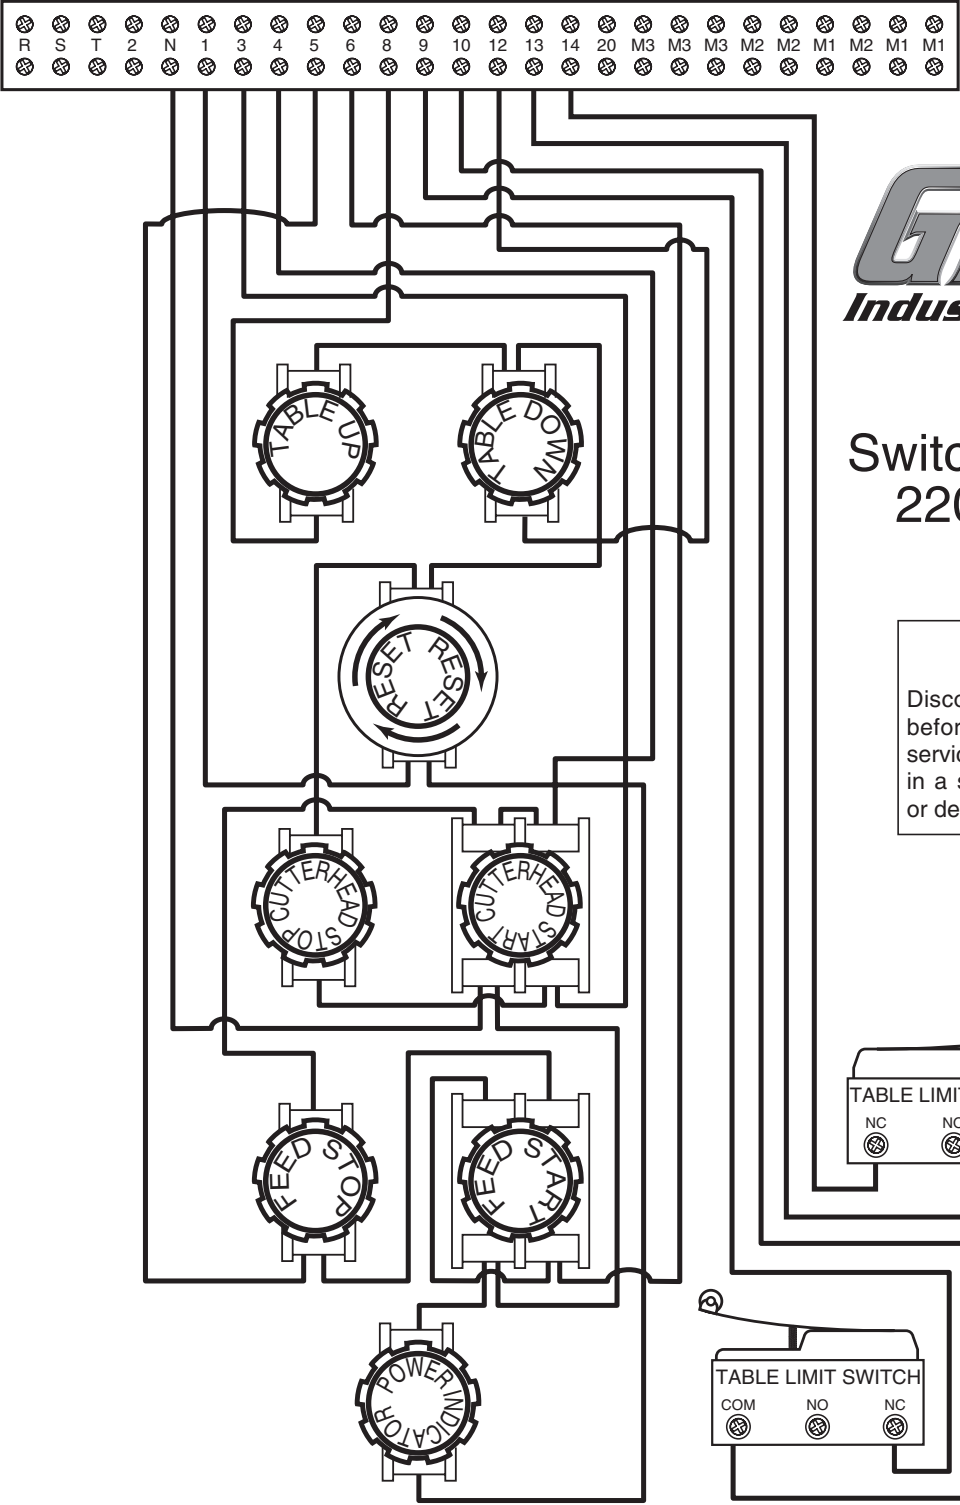 R S T 2 N 1 3 4 5 6 8 9 10 12 13 14 20 M3 M3 M3 M2 M2 M1 M2 M1 M1
Indus
Switc
220
TABLE UP
TABLE DOWN
RESET RESET
Disco
befor
servic
in a s
or de
CUTTERHEAD STOP
CUTTERHEAD START
TABLE LIMIT
NC NO
FEED STOP
FEED START
TABLE LIMIT SWITCH
COM NO NC
POWER INDICATOR